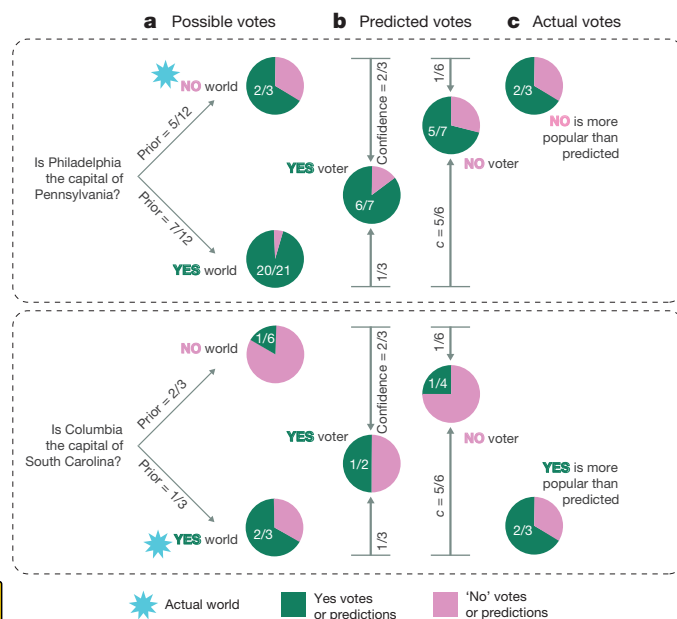 a Possible votes
b Predicted votes
c Actual votes
Is Philadelphia
the capital of
Pennsylvania?
Prior = 5/12
Prior = 7/12
NO world
2/3
YES world
20/21
YES voter
6/7
Confidence = 2/3
1/3
1/6
5/7
NO voter
c = 5/6
2/3
NO is more
popular than
predicted
Is Columbia
the capital of
South Carolina?
Prior = 2/3
Prior = 1/3
NO world
1/6
YES world
2/3
YES voter
1/2
Confidence = 2/3
1/3
1/6
1/4
NO voter
c = 5/6
YES is more
popular than
predicted
2/3
Actual world
Yes votes
or predictions
'No' votes
or predictions